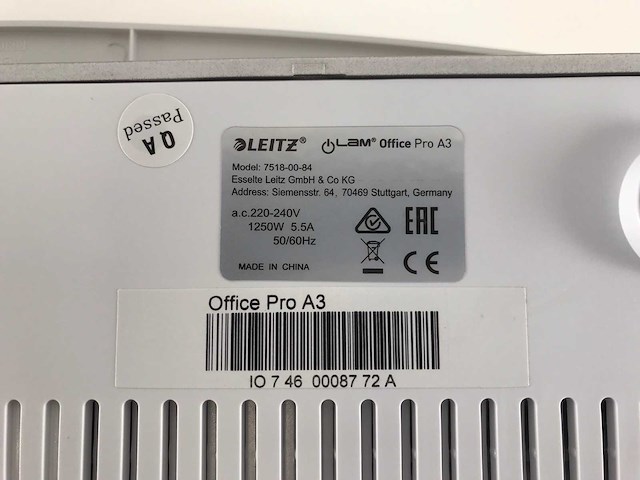 QA
Passed
LEITZ® iLAM® Office Pro A3
Model: 7518-00-84
Esselte Leitz GmbH & Co KG
Address: Siemensstr. 64, 70469 Stuttgart, Germany
a.c.220-240V
1250W 5.5A
50/60Hz
EAC
MADE IN CHINA
CE
Office Pro A3
IO 7 46 00087 72 A